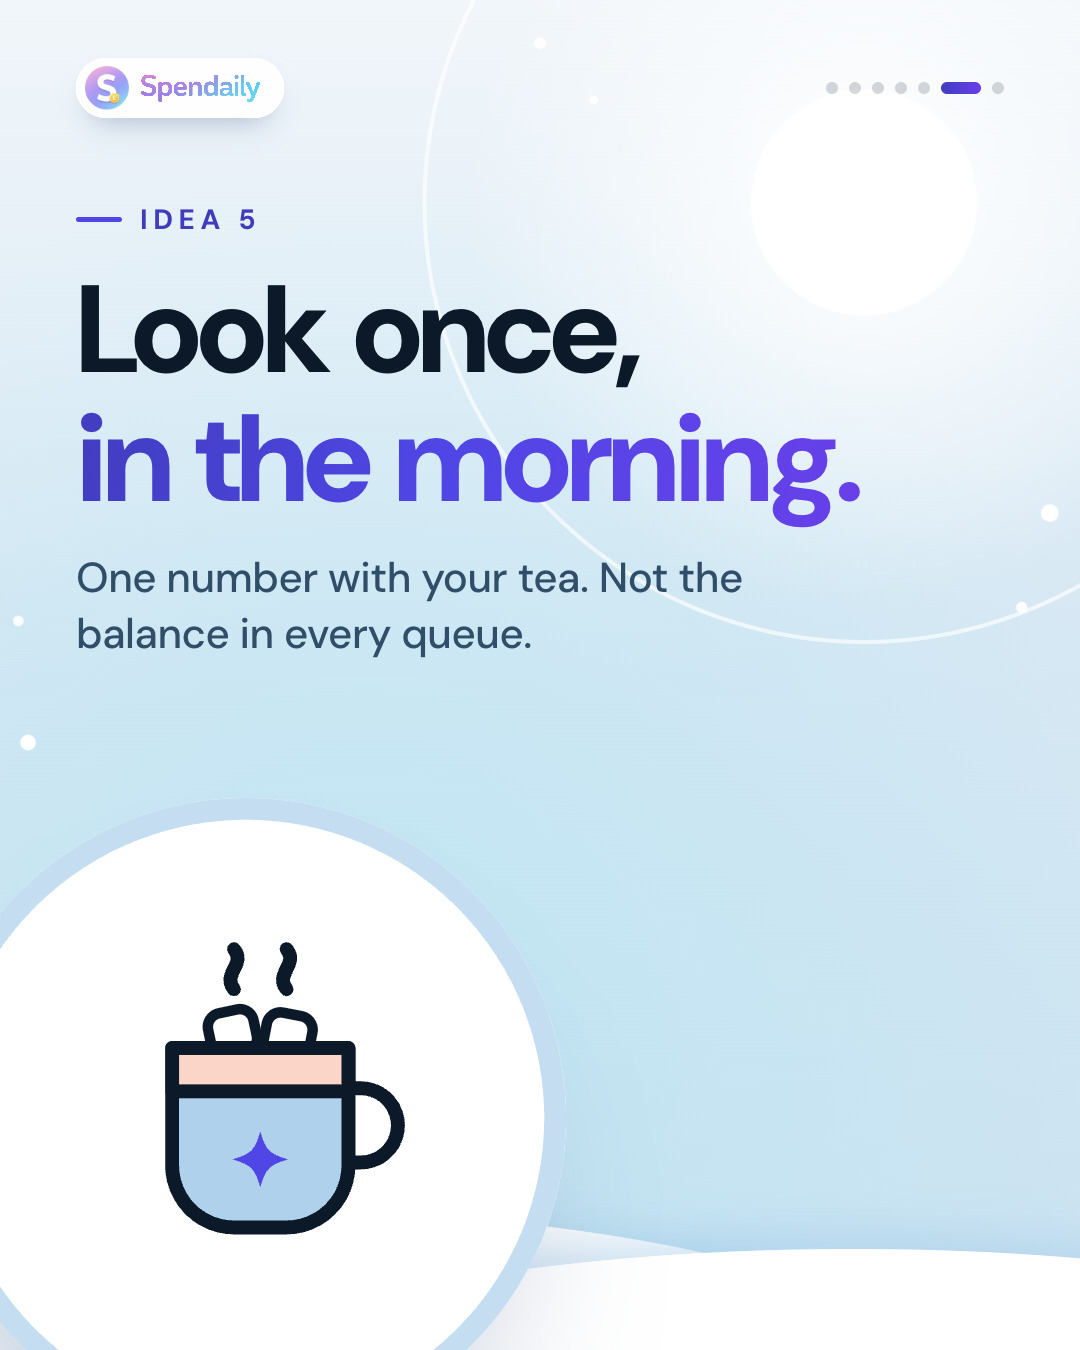 Spendaily
IDEA 5
Look once,
in the morning.
One number with your tea. Not the
balance in every queue.